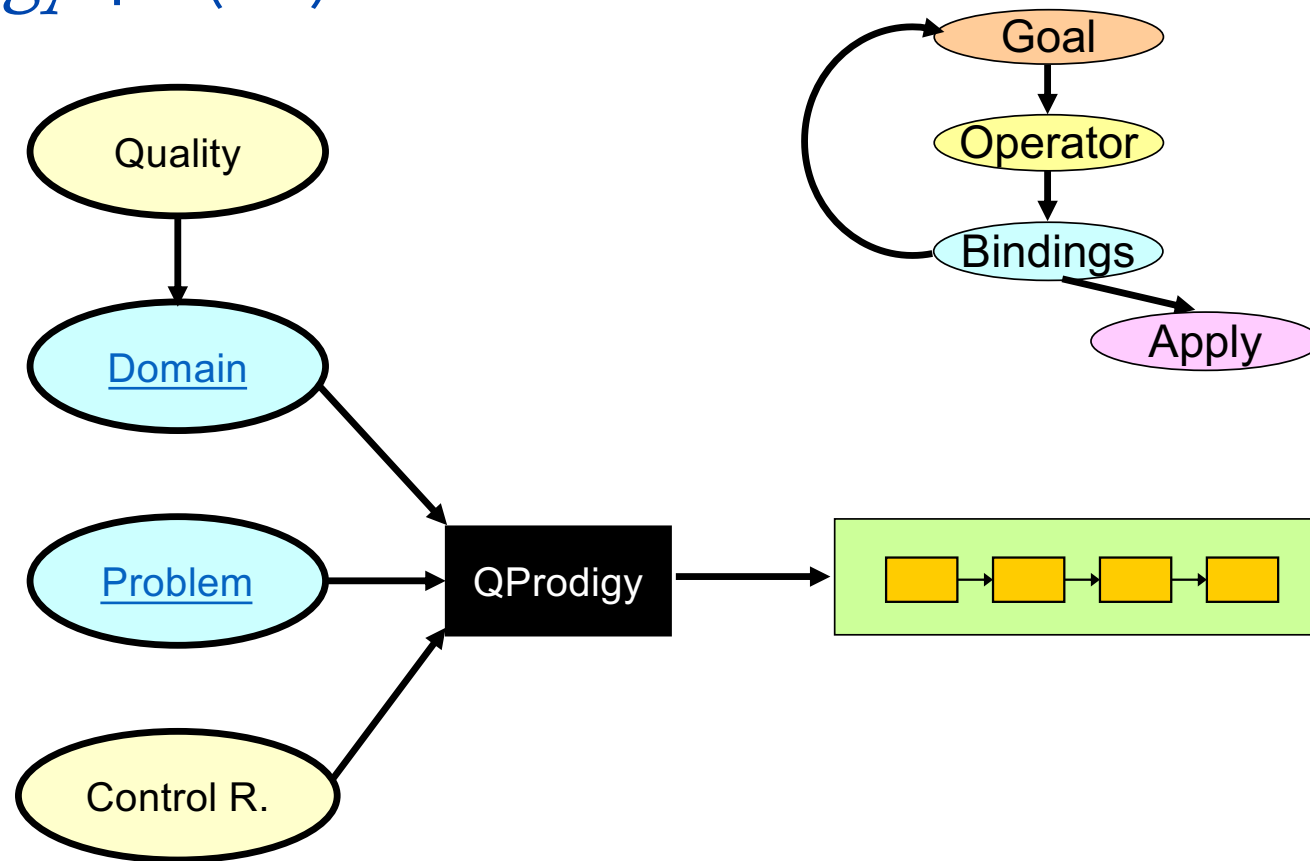 Goal
Quality
Operator
Bindings
Apply
Domain
Problem
QProdigy
Control R.